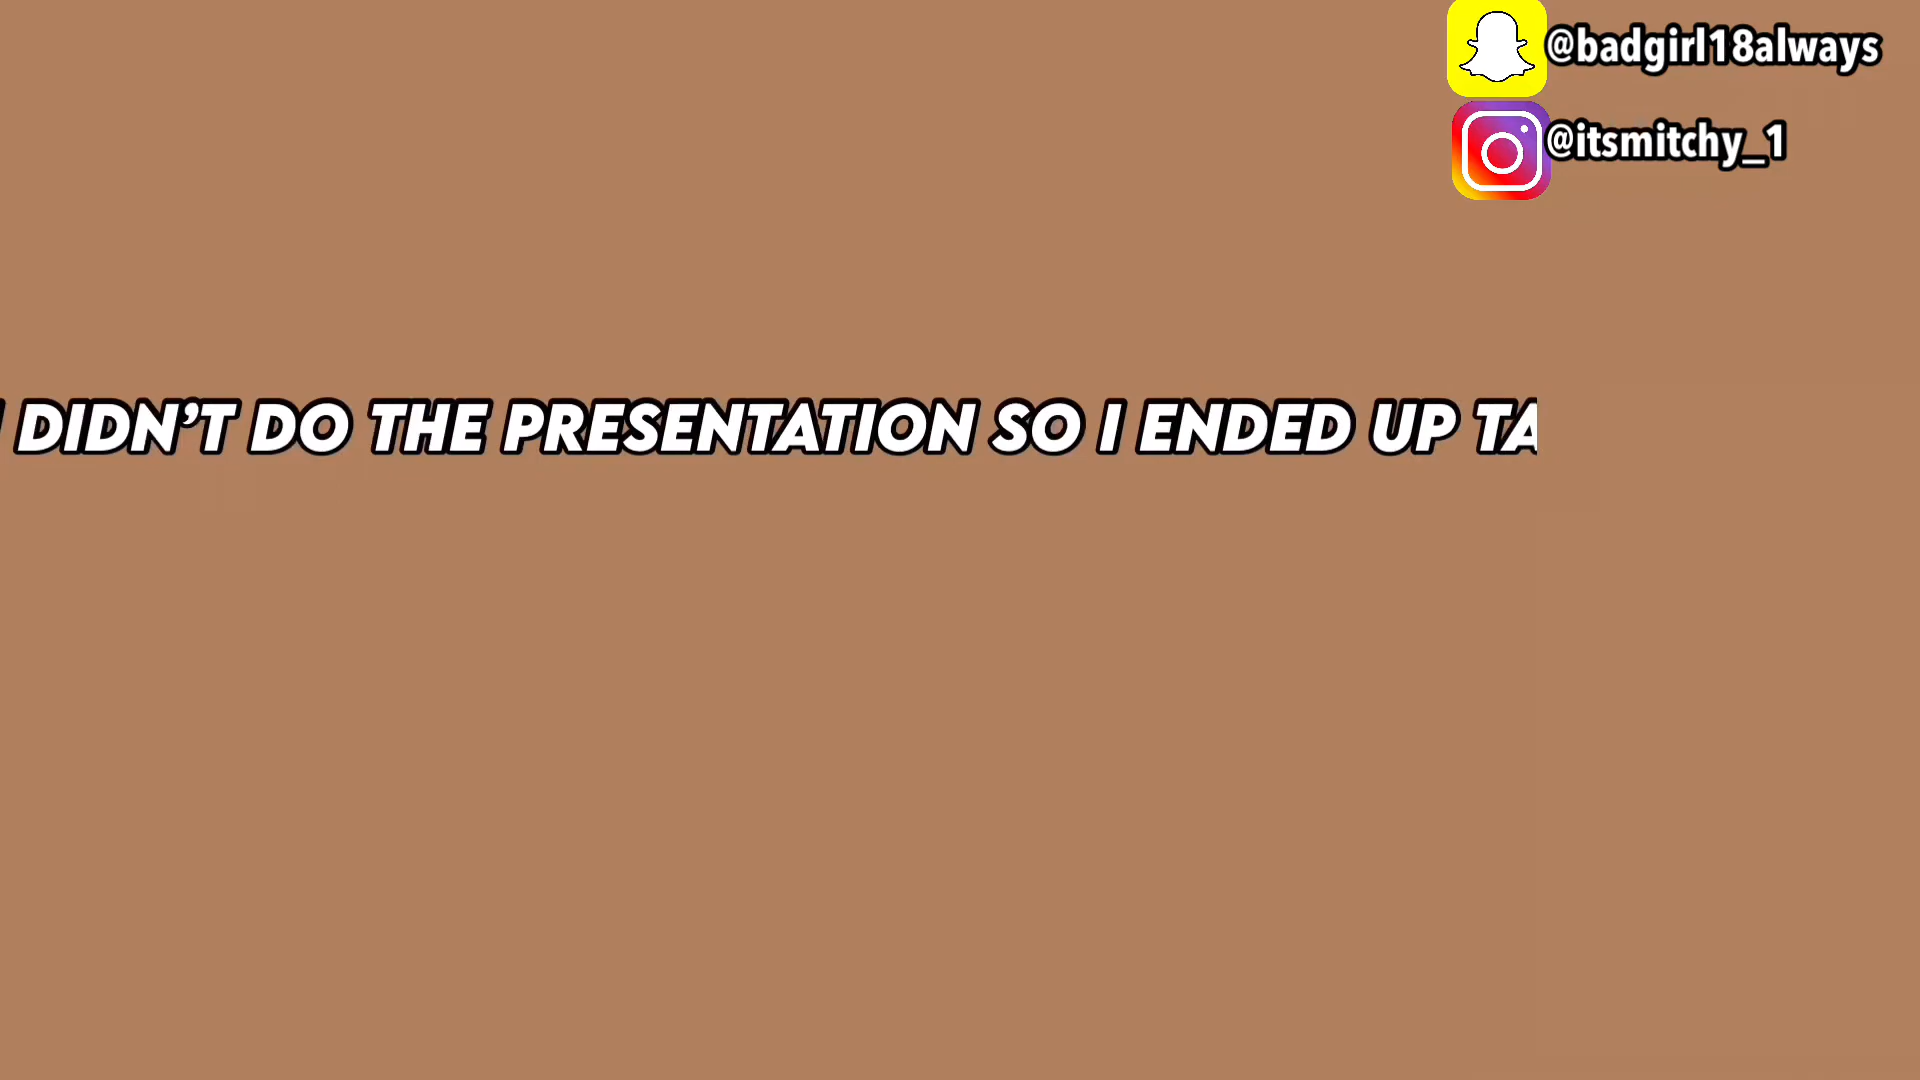 @badgirl18always
@itsmitchy_1
DIDN'T DO THE PRESENTATION SO I ENDED UP